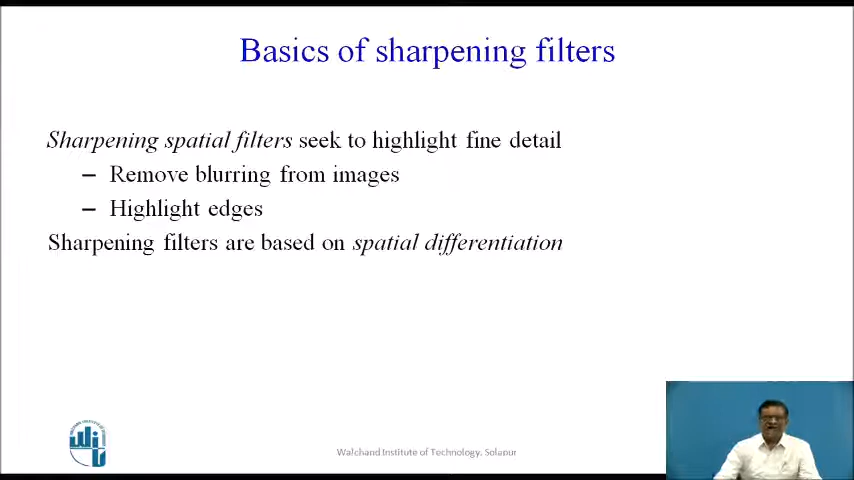 Basics of sharpening filters
Sharpening spatial filters seek to highlight fine detail
– Remove blurring from images
– Highlight edges
Sharpening filters are based on spatial differentiation
Walchand Institute of Technology, Solapur